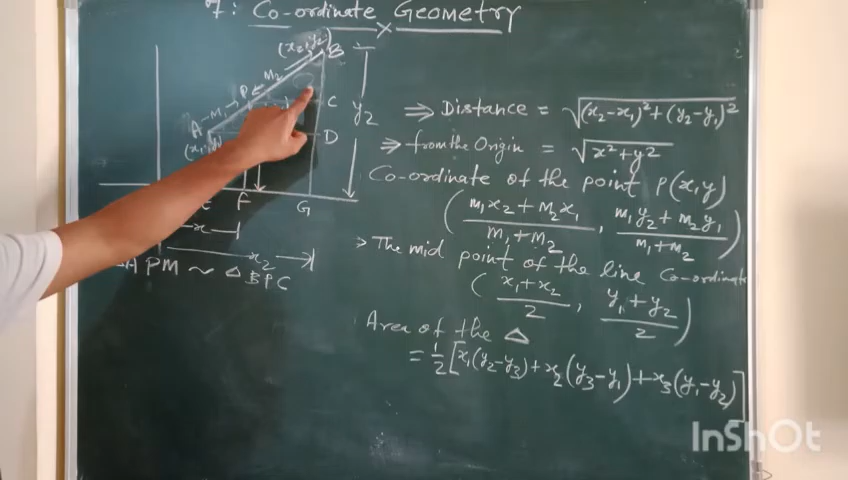 7: Co-ordinate Geometry
(x₂,y₂) B
M₂
P
A M₁
C
y₂
D
(x₁,y₁)
F
G
x
x₂
APM ~ △ BPC
⇒ Distance = √(x₂-x₁)²+(y₂-y₁)²
⇒ from the Origin = √x²+y²
Co-ordinate of the point P(x,y)
(m₁x₂+m₂x₁/m₁+m₂, m₁y₂+m₂y₁/m₁+m₂)
> The mid point of the line Co-ordinate
(x₁+x₂/2, y₁+y₂/2)
Area of the △
= 1/2[x₁(y₂-y₃)+x₂(y₃-y₁)+x₃(y₁-y₂)]
InShOt